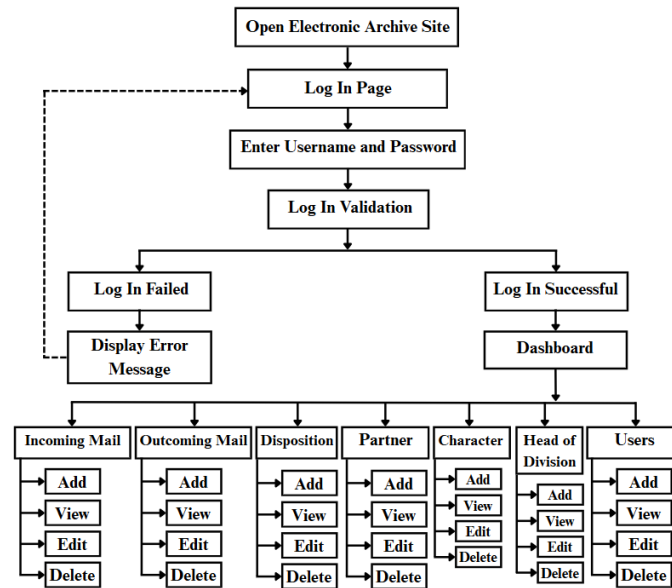 Open Electronic Archive Site
Log In Page
Enter Username and Password
Log In Validation
Log In Failed
Log In Successful
Display Error
Message
Dashboard
Incoming Mail
Outcoming Mail
Disposition
Partner
Character
Head of
Division
Users
Add
View
Edit
Delete
Add
View
Edit
Delete
Add
View
Edit
Delete
Add
View
Edit
Delete
Add
View
Edit
Delete
Add
View
Edit
Delete
Add
View
Edit
Delete